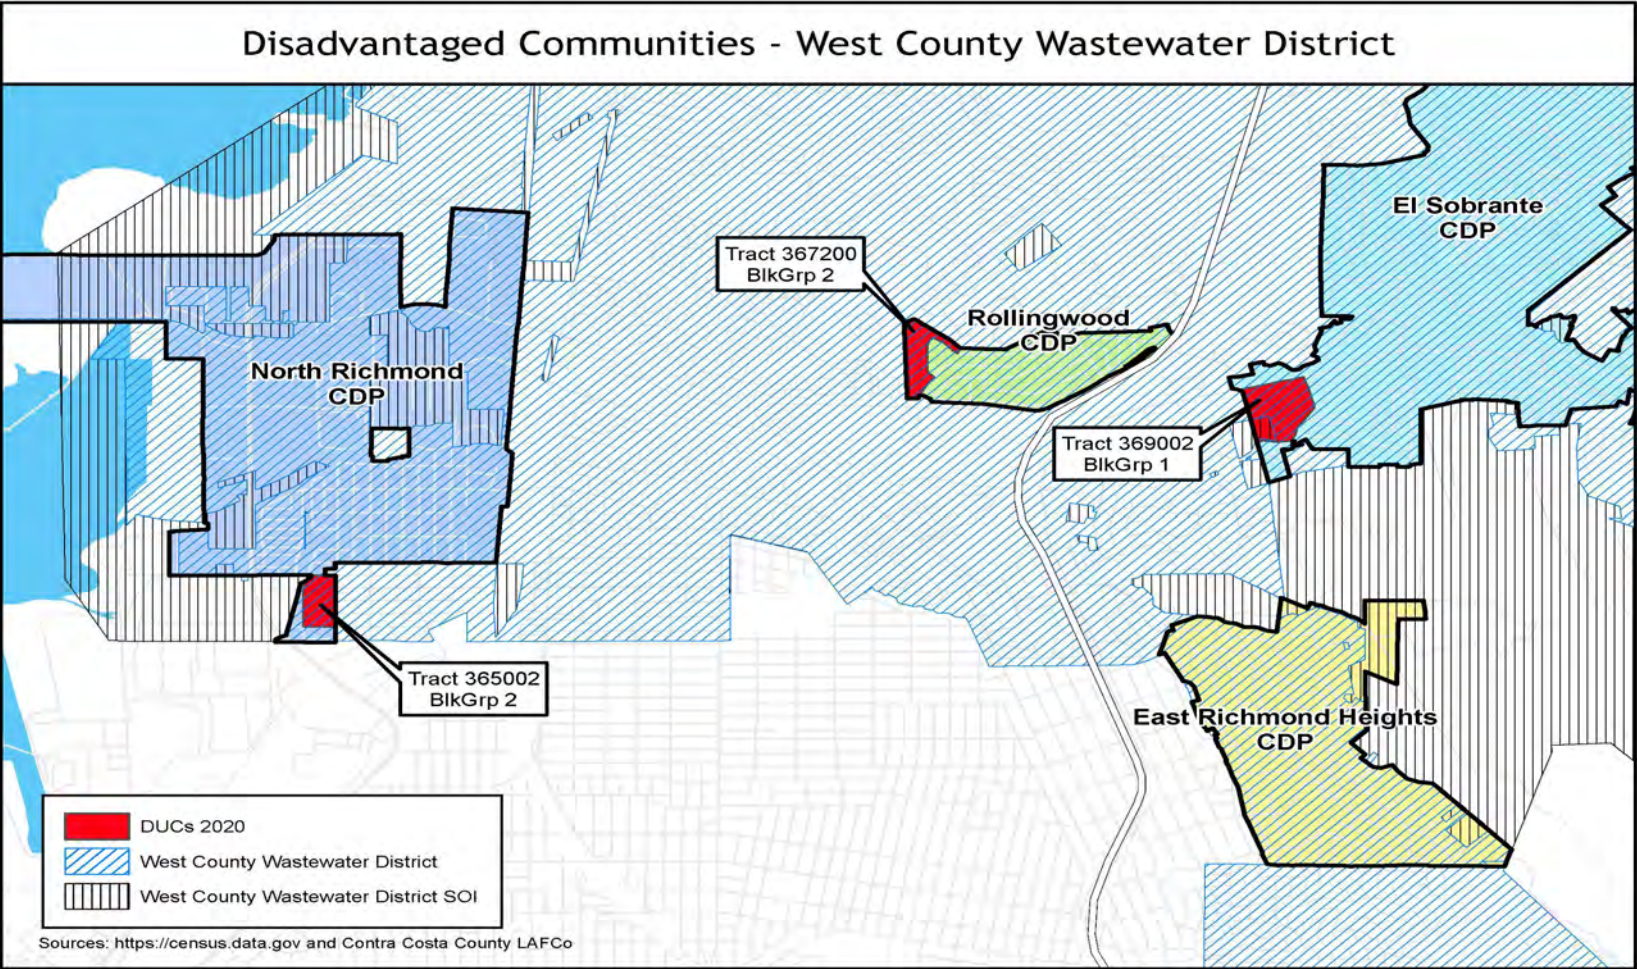 Disadvantaged Communities - West County Wastewater District
El Sobrante
CDP
Tract 367200
BlkGrp 2
Rollingwood
CDP
North Richmond
CDP
Tract 369002
BlkGrp 1
Tract 365002
BlkGrp 2
East Richmond Heights
CDP
DUCs 2020
West County Wastewater District
West County Wastewater District SOI
Sources: https://census.data.gov and Contra Costa County LAFCo